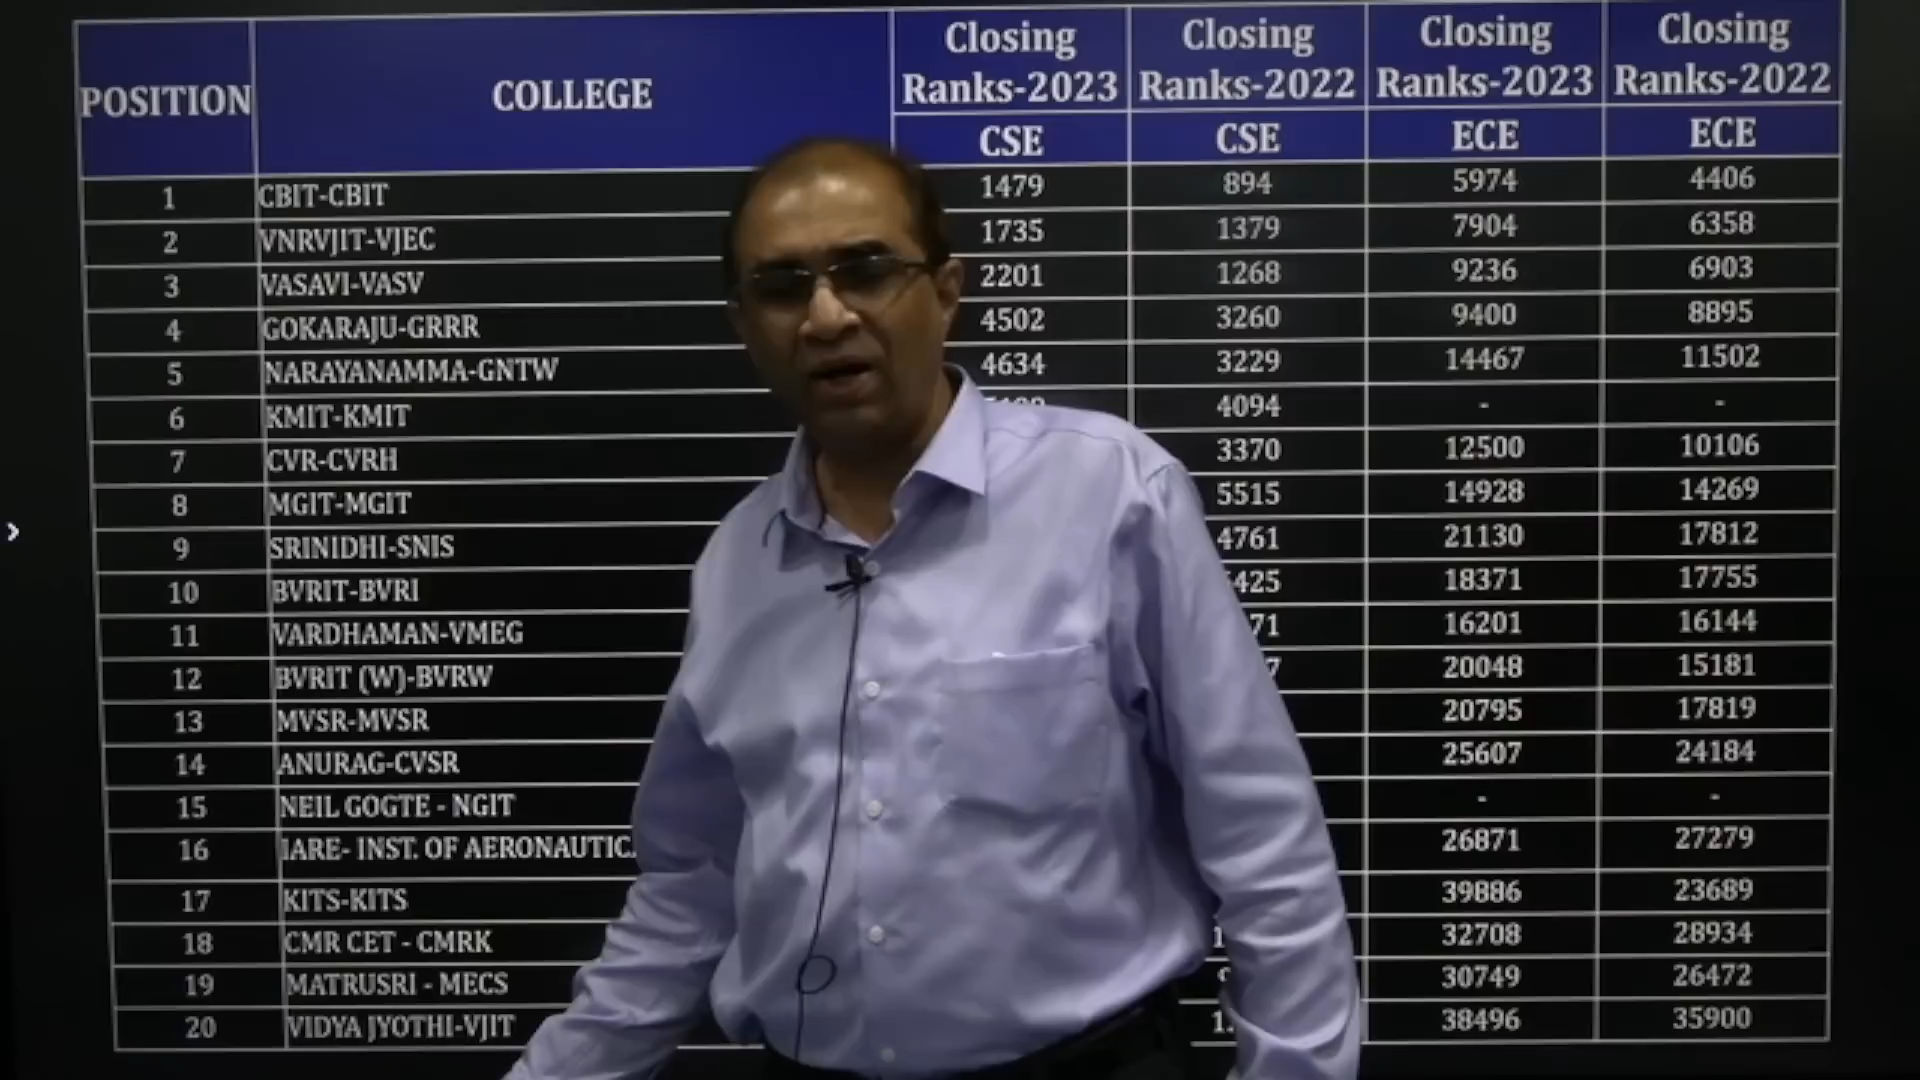 POSITION COLLEGE Closing Ranks-2023 Closing Ranks-2022 Closing Ranks-2023 Closing Ranks-2022
CSE CSE ECE ECE
1 CBIT-CBIT 1479 894 5974 4406
2 VNRVJIT-VJEC 1735 1379 7904 6358
3 VASAVI-VASV 2201 1268 9236 6903
4 GOKARAJU-GRRR 4502 3260 9400 8895
5 NARAYANAMMA-GNTW 4634 3229 14467 11502
6 KMIT-KMIT 4094 - -
7 CVR-CVRH 3370 12500 10106
8 MGIT-MGIT 5515 14928 14269
9 SRINIDHI-SNIS 4761 21130 17812
10 BVRIT-BVRI 18371 17755
11 VARDHAMAN-VMEG 16201 16144
12 BVRIT (W)-BVRW 20048 15181
13 MVSR-MVSR 20795 17819
14 ANURAG-CVSR 25607 24184
15 NEIL GOGTE - NGIT - -
16 IARE- INST. OF 26871 27279
17 KITS-KITS 39886 23689
18 CMR CET - CMRK 32708 28934
19 MATRUSRI - MECS 30749 26472
20 VIDYA JYOTHI-VJIT 38496 35900